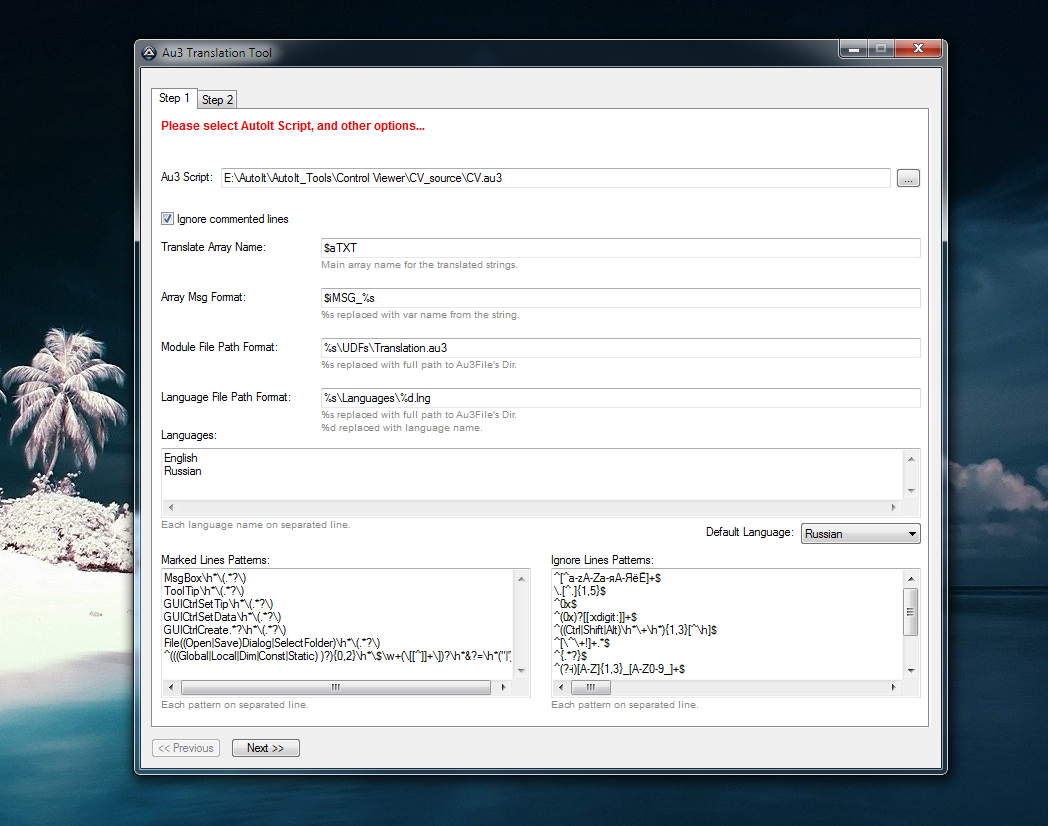 Au3 Translation Tool
Step 1
Step 2
Please select AutoIt Script, and other options...
Au3 Script:
E:\AutoIt\AutoIt_Tools\Control Viewer\CV_source\CV.au3
...
Ignore commented lines
Translate Array Name:
$aTXT
Main array name for the translated strings.
Array Msg Format:
$iMSG_%s
%s replaced with var name from the string.
Module File Path Format:
%s\UDFs\Translation.au3
%s replaced with full path to Au3File's Dir.
Language File Path Format:
%s\Languages\%d.lng
%s replaced with full path to Au3File's Dir.
%d replaced with language name.
Languages:
English
Russian
Each language name on separated line.
Default Language:
Russian
Marked Lines Patterns:
MsgBox\h*\(.*?\)
ToolTip\h*\(.*?\)
GUICtrlSetTip\h*\(.*?\)
GUICtrlSetData\h*\(.*?\)
GUICtrlCreate.*?\h*\(.*?\)
File((Open|Save)Dialog|SelectFolder)\h*\(.*?\)
^(((Global|Local|Dim|Const|Static) )?){0,2}\h*\$\w+(\[[^]]+\])?\h*&?=\h*("|'
Each pattern on separated line.
Ignore Lines Patterns:
^[^a-zA-Zа-яА-ЯёЁ]+$
\.[^.]{1,5}$
^0x$
^(0x)?[[:xdigit:]]+$
^((Ctrl|Shift|Alt)\h*\+\h*){1,3}[^\h]$
^[\^\+!]+.*$
^{.*?}$
^(?-i)[A-Z]{1,3}_[A-Z0-9_]+$
Each pattern on separated line.
<< Previous
Next >>